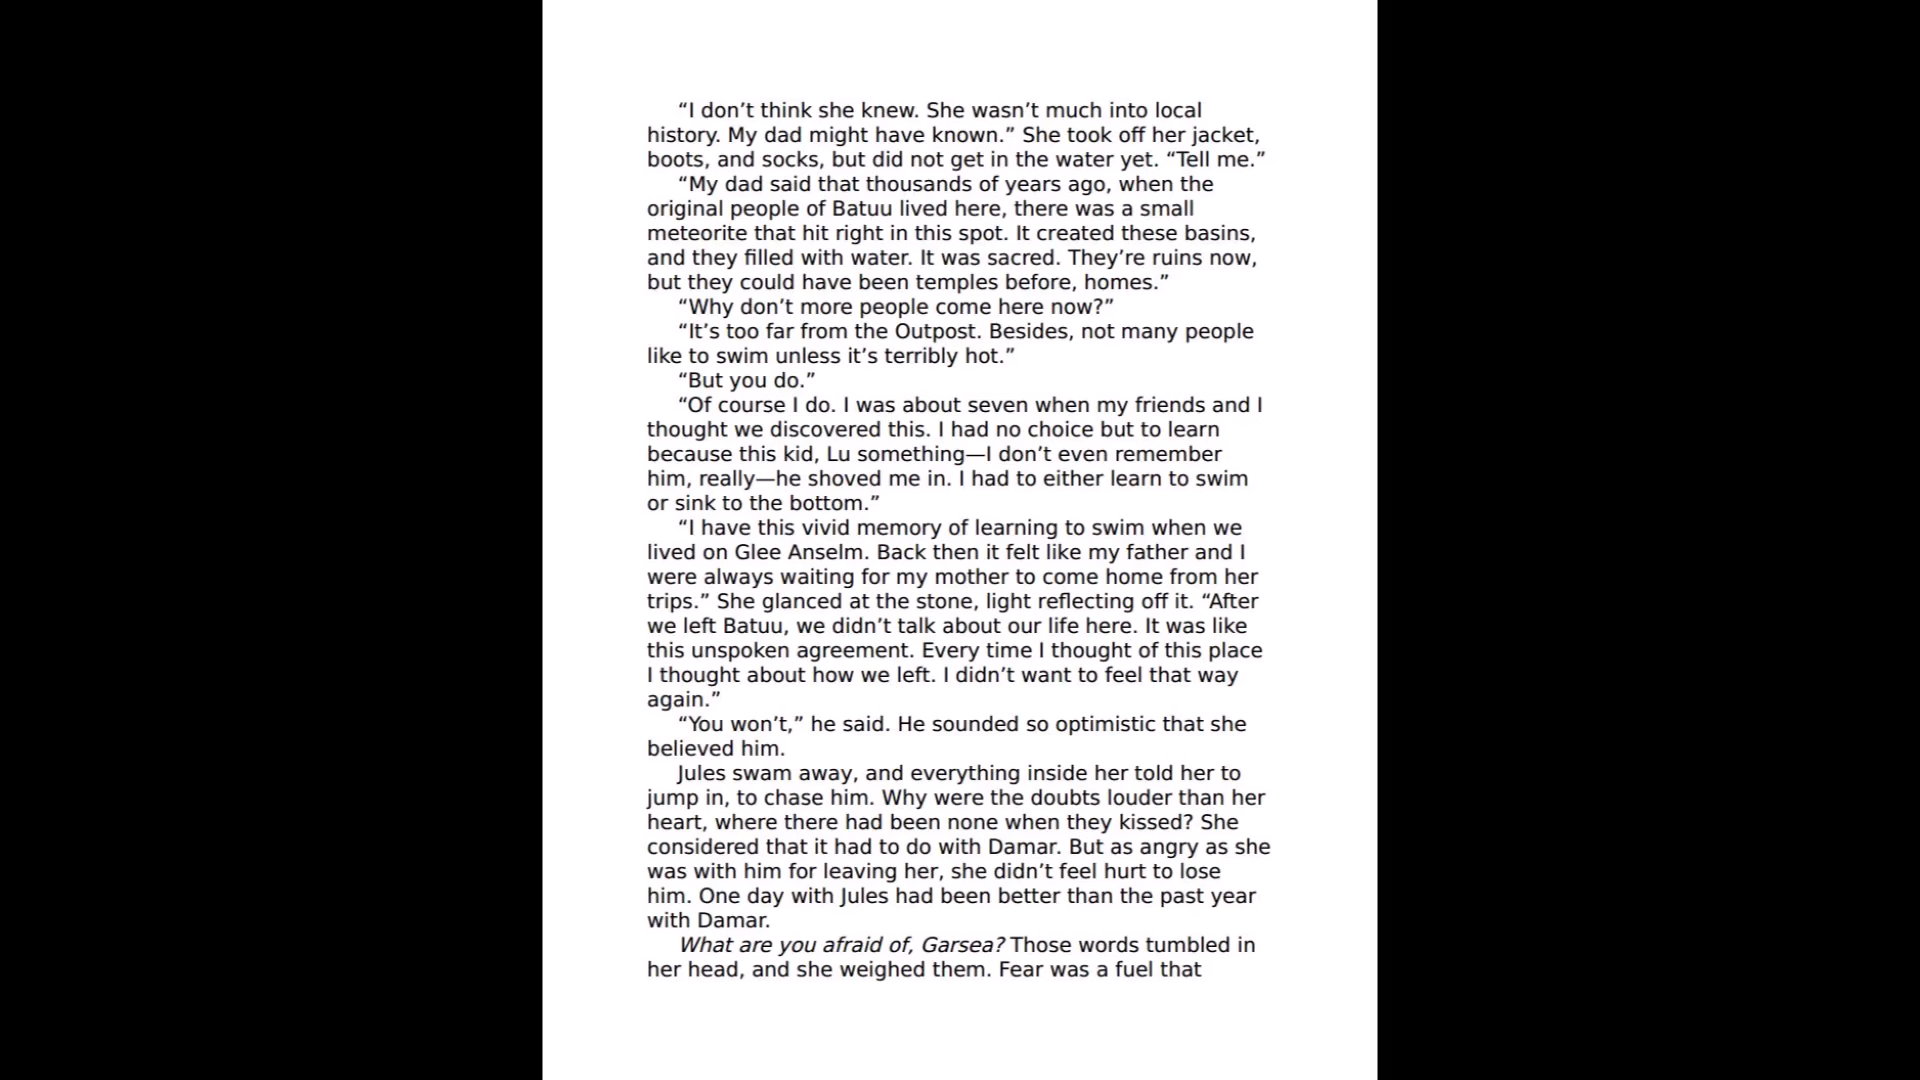 “I don’t think she knew. She wasn’t much into local
history. My dad might have known.” She took off her jacket,
boots, and socks, but did not get in the water yet. “Tell me.”
“My dad said that thousands of years ago, when the
original people of Batuu lived here, there was a small
meteorite that hit right in this spot. It created these basins,
and they filled with water. It was sacred. They’re ruins now,
but they could have been temples before, homes.”
“Why don’t more people come here now?”
“It’s too far from the Outpost. Besides, not many people
like to swim unless it’s terribly hot.”
“But you do.”
“Of course I do. I was about seven when my friends and I
thought we discovered this. I had no choice but to learn
because this kid, Lu something—I don’t even remember
him, really—he shoved me in. I had to either learn to swim
or sink to the bottom.”
“I have this vivid memory of learning to swim when we
lived on Glee Anselm. Back then it felt like my father and I
were always waiting for my mother to come home from her
trips.” She glanced at the stone, light reflecting off it. “After
we left Batuu, we didn’t talk about our life here. It was like
this unspoken agreement. Every time I thought of this place
I thought about how we left. I didn’t want to feel that way
again.”
“You won’t,” he said. He sounded so optimistic that she
believed him.
Jules swam away, and everything inside her told her to
jump in, to chase him. Why were the doubts louder than her
heart, where there had been none when they kissed? She
considered that it had to do with Damar. But as angry as she
was with him for leaving her, she didn’t feel hurt to lose
him. One day with Jules had been better than the past year
with Damar.
What are you afraid of, Garsea? Those words tumbled in
her head, and she weighed them. Fear was a fuel that